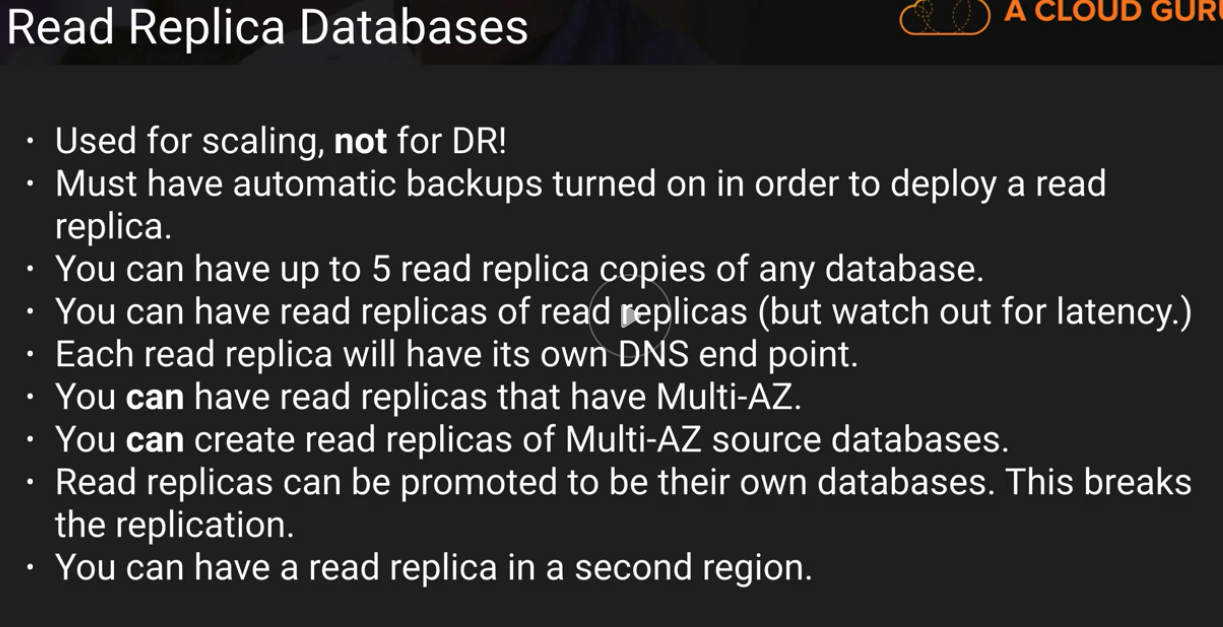 Read Replica Databases
A CLOUD GURU
• Used for scaling, not for DR!
• Must have automatic backups turned on in order to deploy a read
replica.
• You can have up to 5 read replica copies of any database.
• You can have read replicas of read replicas (but watch out for latency.)
• Each read replica will have its own DNS end point.
• You can have read replicas that have Multi-AZ.
• You can create read replicas of Multi-AZ source databases.
• Read replicas can be promoted to be their own databases. This breaks
the replication.
• You can have a read replica in a second region.